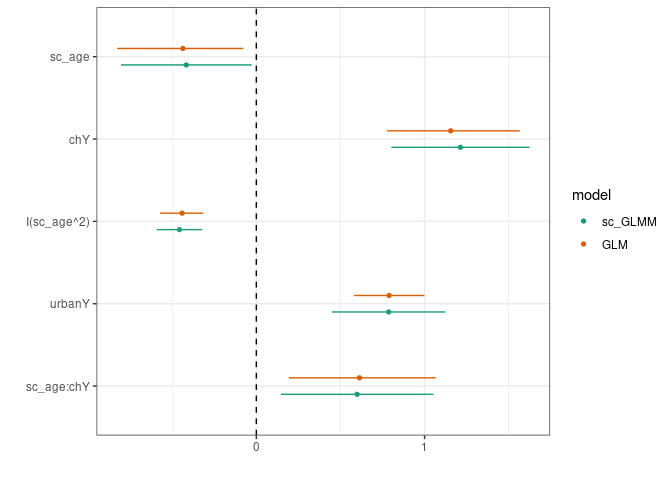 sc_age
chY
I(sc_age^2)
urbanY
sc_age:chY
0
1
model
sc_GLMM
GLM